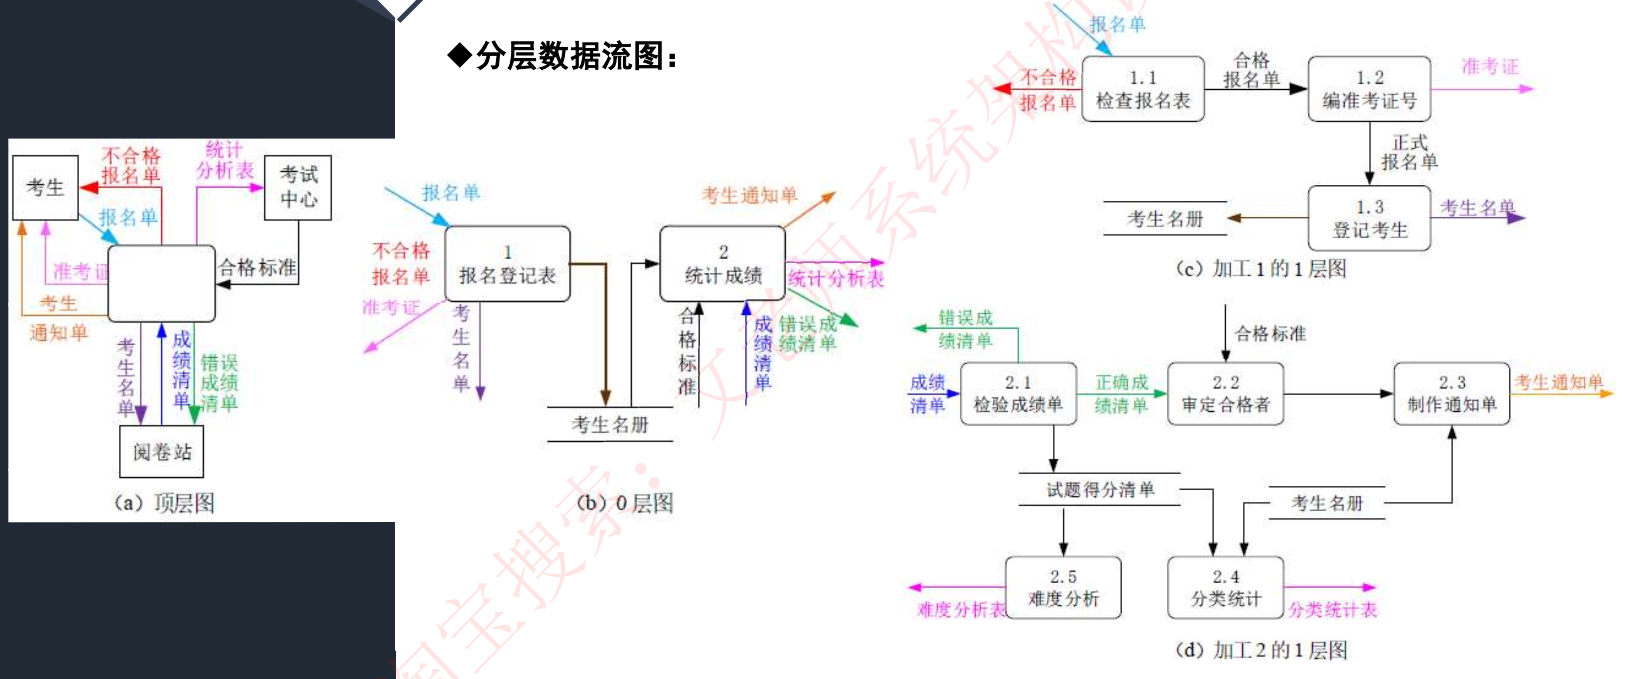 ◆分层数据流图：
考生
不合格
报名单
统计
分析表
考试
中心
报名单
准考证
合格标准
考生
通知单
考生名单
成绩清单
错误
成绩
清单
阅卷站
（a）顶层图
报名单
考生通知单
不合格
报名单
1
报名登记表
2
统计成绩
统计分析表
准考证
考生名单
合格标准
成绩清单
错误成
绩清单
考生名册
（b）0层图
报名单
不合格
报名单
1.1
检查报名表
合格
报名单
1.2
编准考证号
准考证
正式
报名单
考生名册
1.3
登记考生
考生名单
（c）加工1的1层图
错误成
绩清单
合格标准
成绩
清单
2.1
检验成绩单
正确成
绩清单
2.2
审定合格者
2.3
制作通知单
考生通知单
试题得分清单
考生名册
难度分析表
2.5
难度分析
2.4
分类统计
分类统计表
（d）加工2的1层图